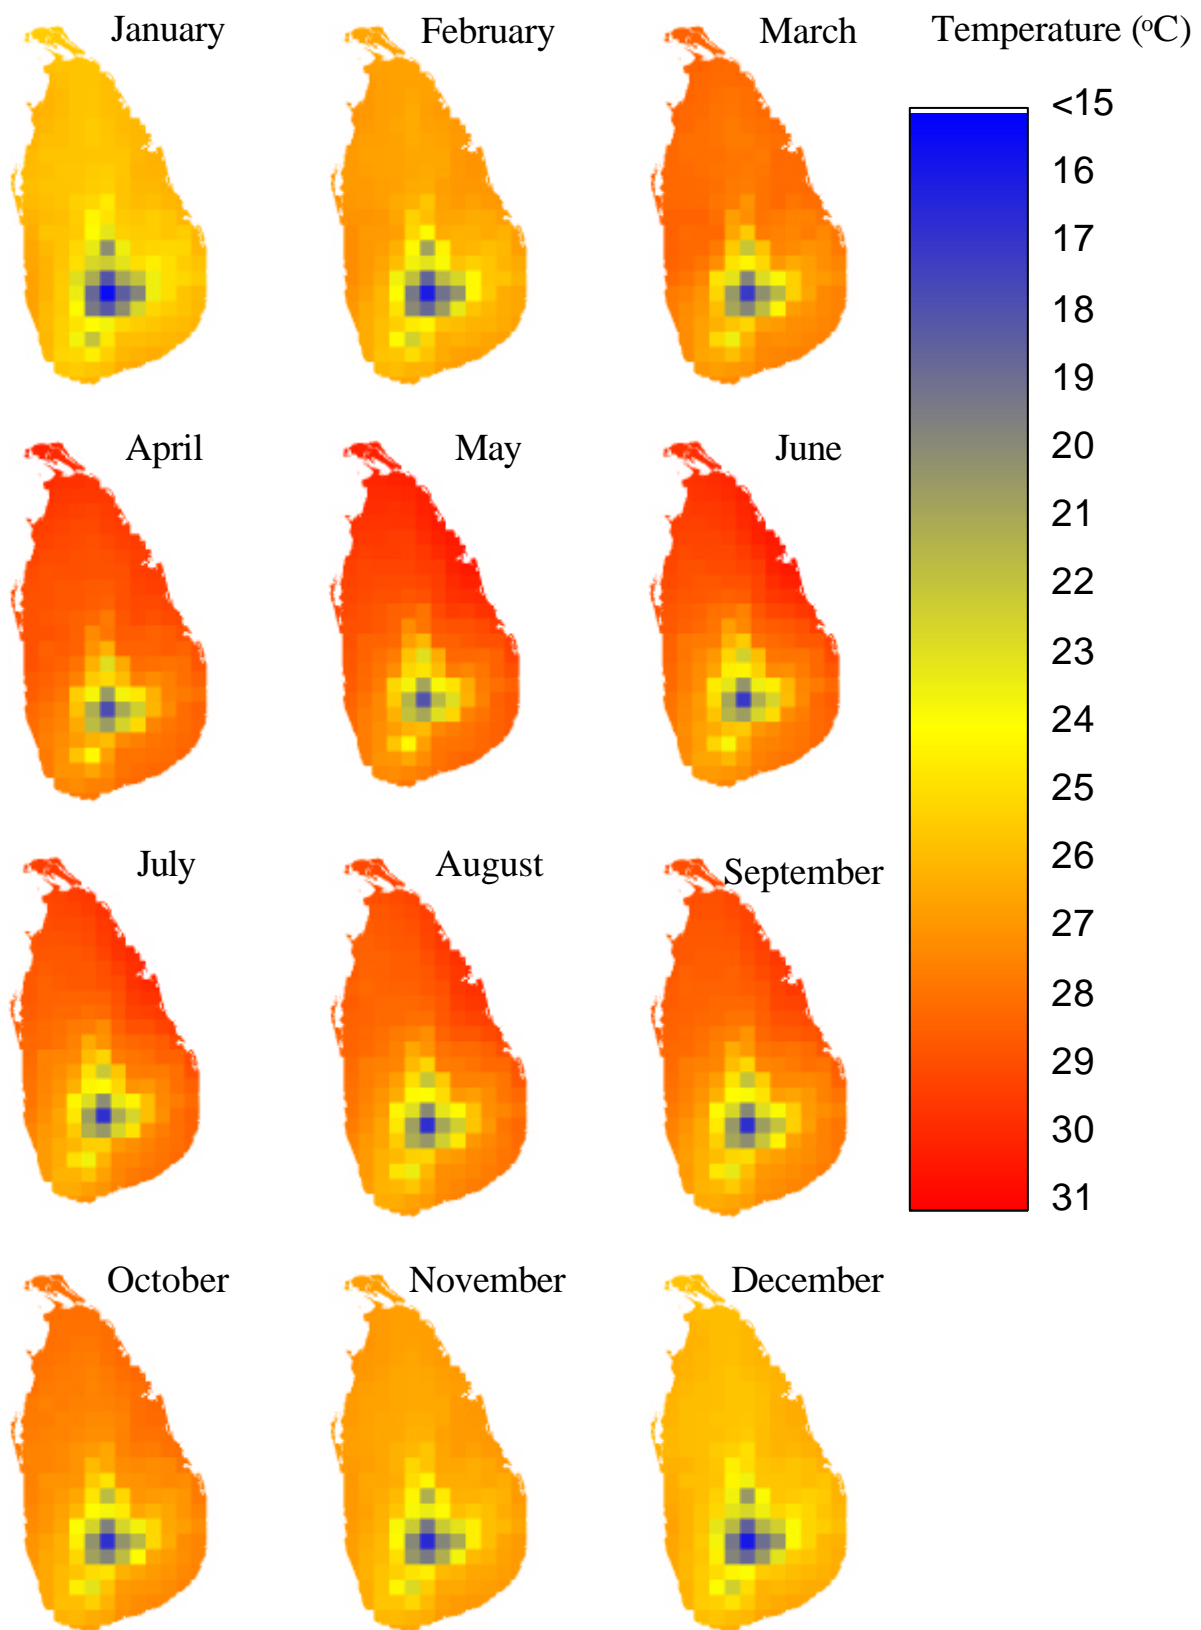 January
February
March
Temperature (°C)
<15
16
17
18
19
20
21
22
23
24
25
26
27
28
29
30
31
April
May
June
July
August
September
October
November
December